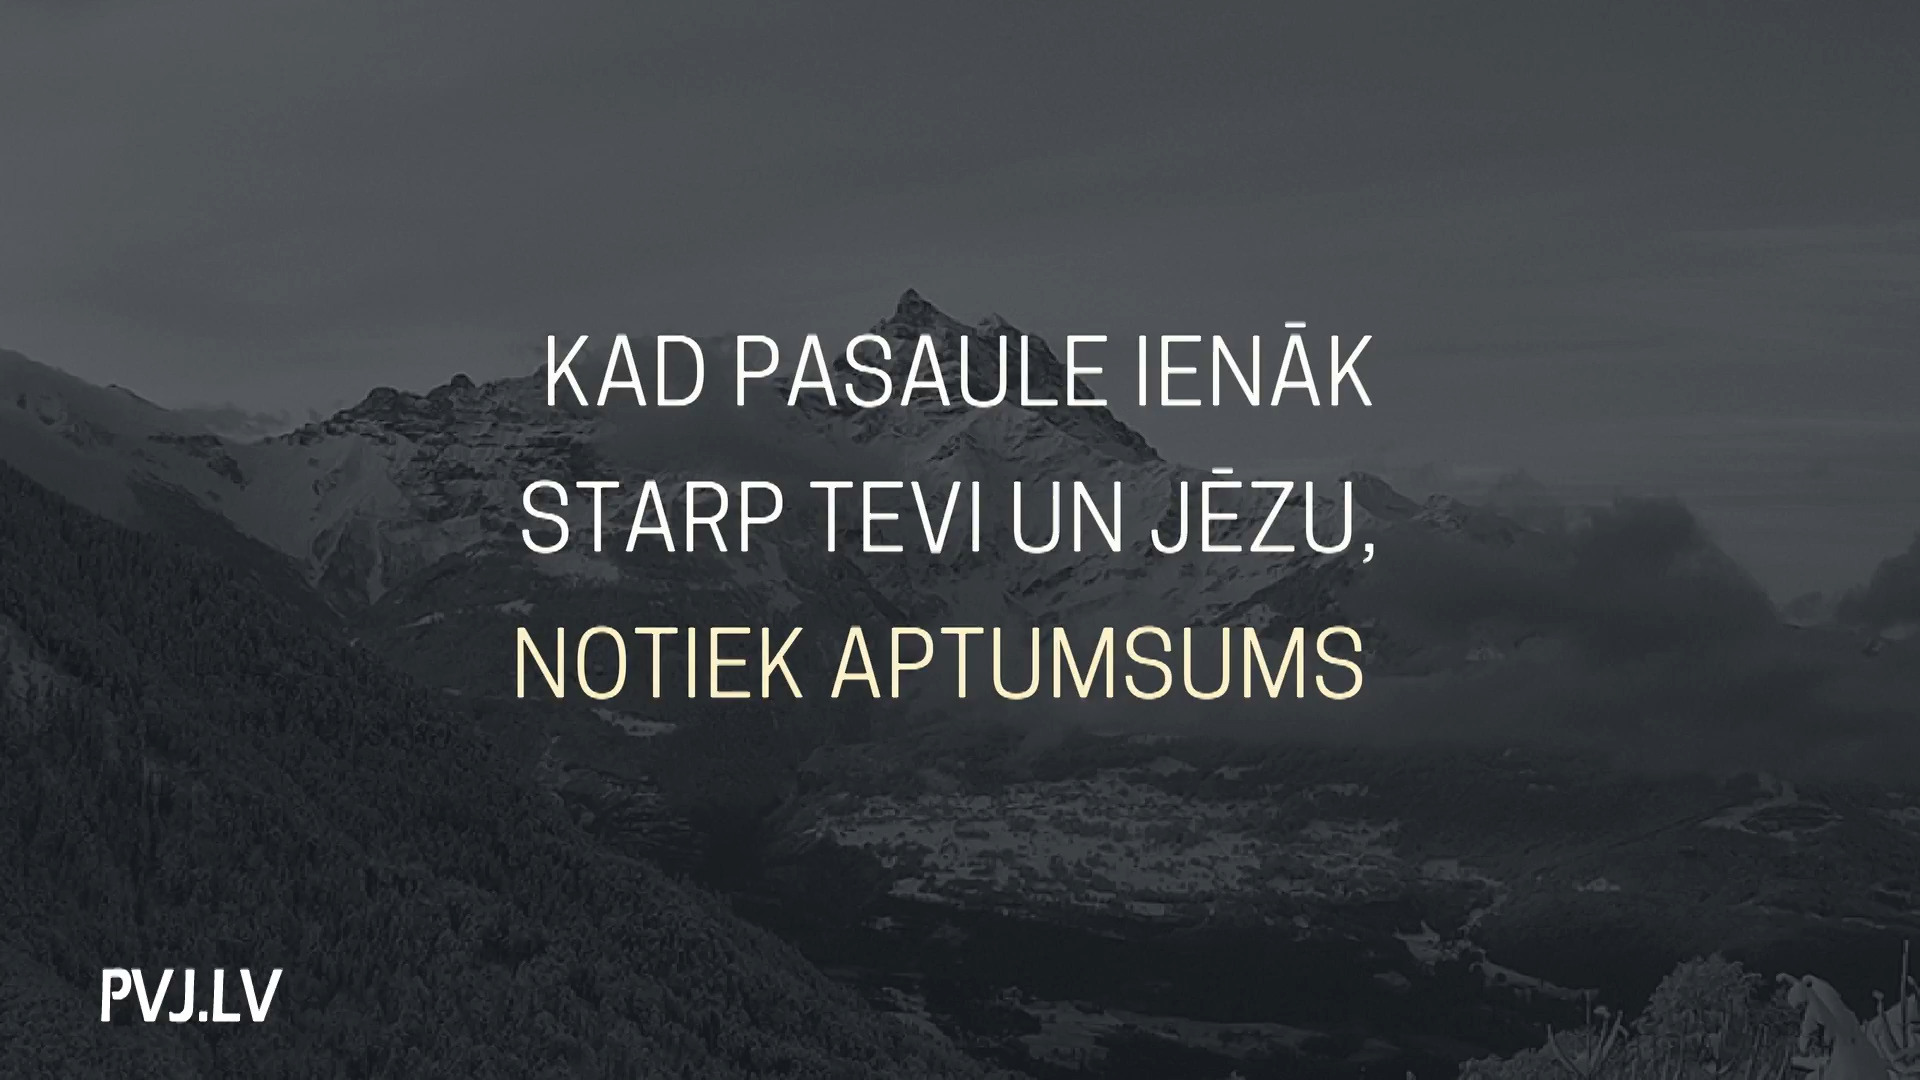 KAD PASAULE IENĀK
STARP TEVI UN JĒZU,
NOTIEK APTUMSUMS
PVJ.LV